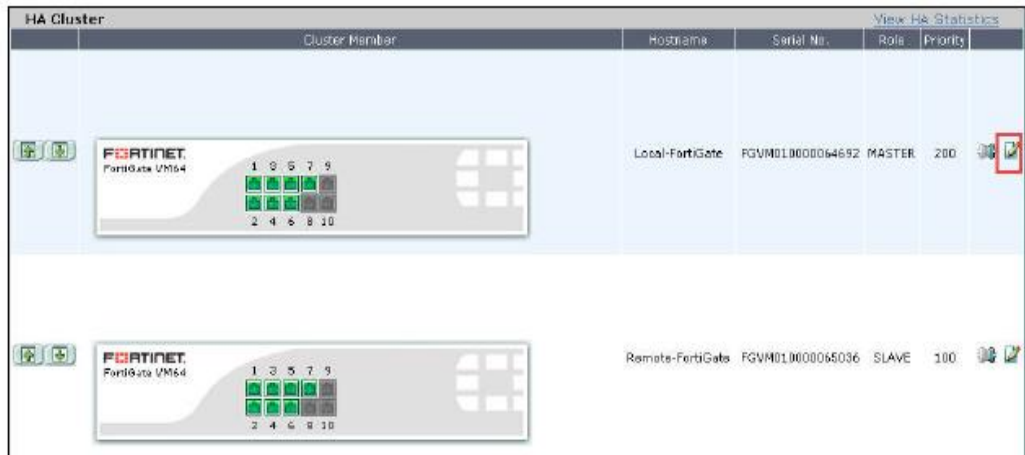 HA Cluster View HA Statistics
Cluster Member Hostname Serial No. Role Priority
FORTINET.
FortiGate VM64
1 3 5 7 9
2 4 6 8 10
Local-FortiGate FGVM010000064692 MASTER 200
FORTINET.
FortiGate VM64
1 3 5 7 9
2 4 6 8 10
Remote-FortiGate FGVM010000065036 SLAVE 100